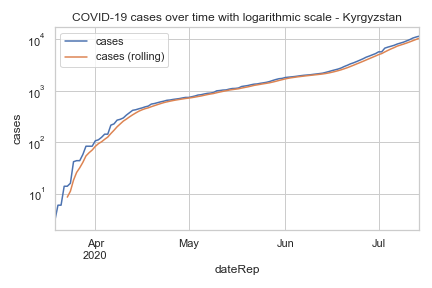 COVID-19 cases over time with logarithmic scale - Kyrgyzstan
cases
cases (rolling)
10⁴
10³
10²
10¹
cases
Apr
2020
May
Jun
Jul
dateRep